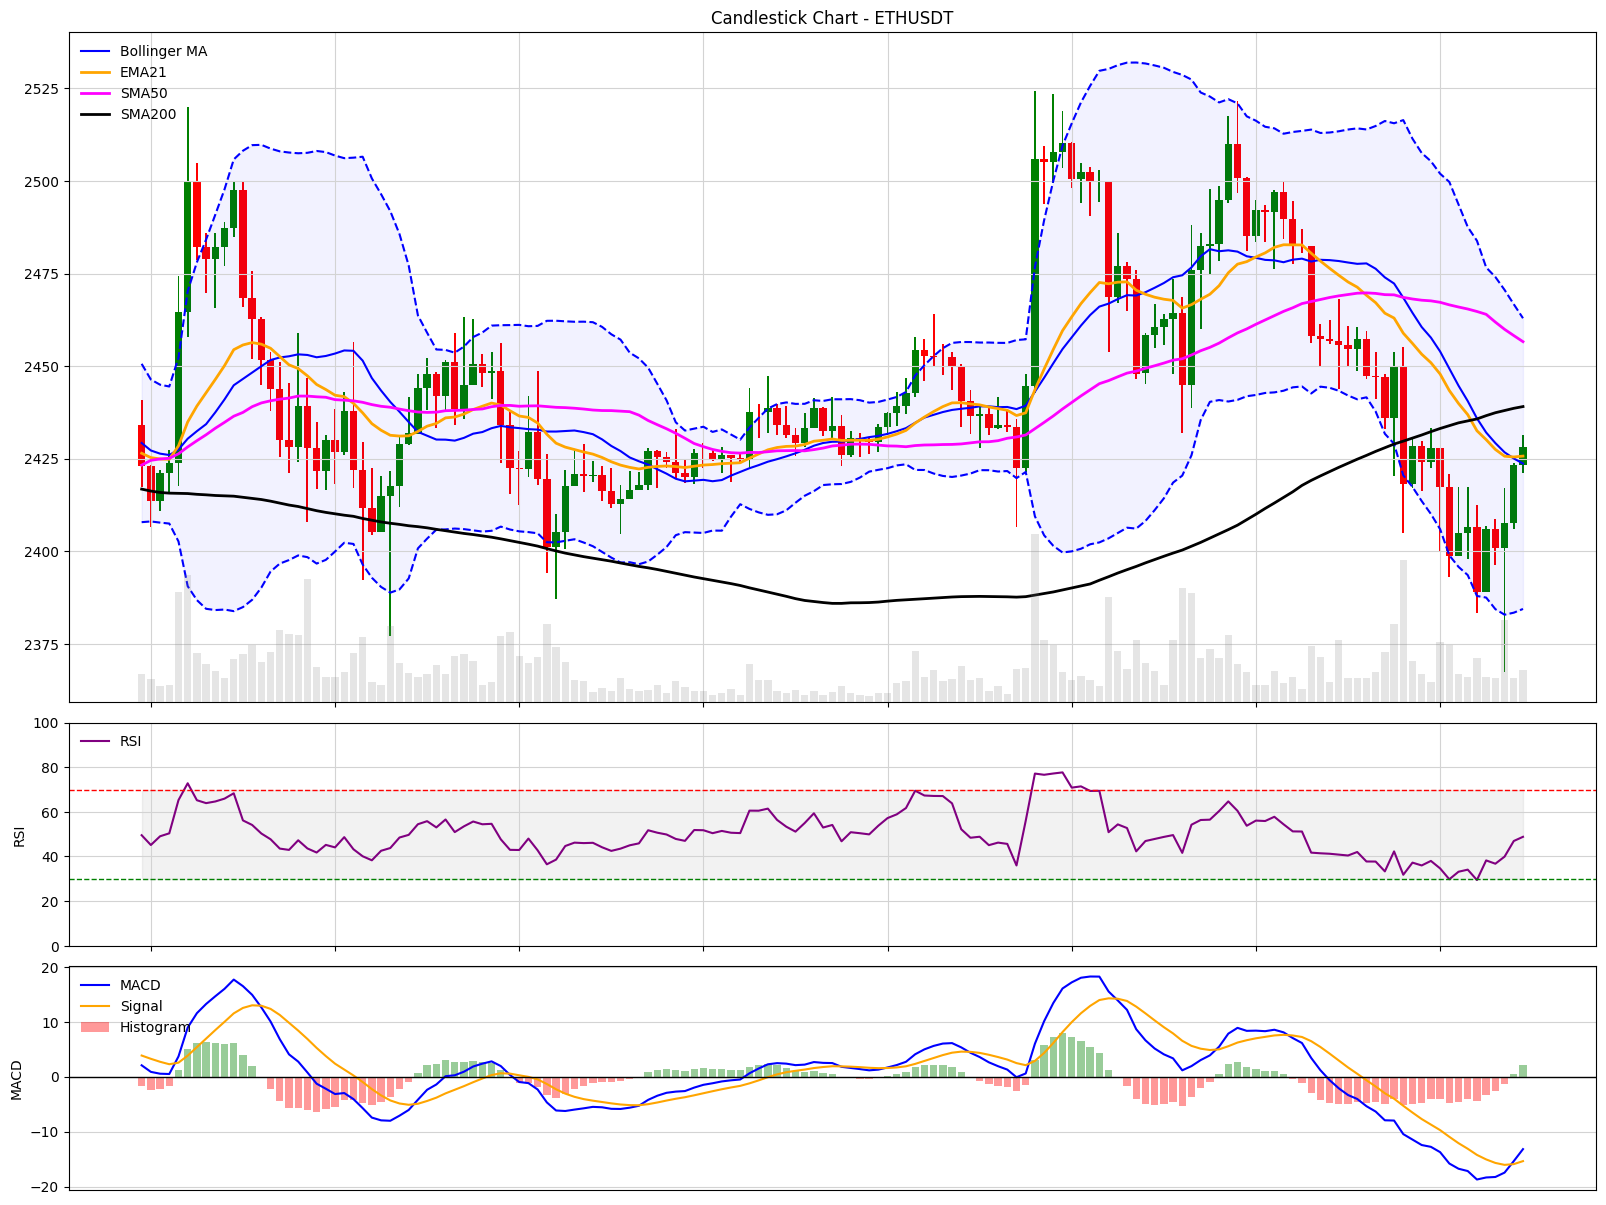 Candlestick Chart - ETHUSDT
Bollinger MA
EMA21
SMA50
SMA200
2525
2500
2475
2450
2425
2400
2375
RSI
100
80
60
40
20
0
RSI
MACD
Signal
Histogram
20
10
0
−10
−20
MACD